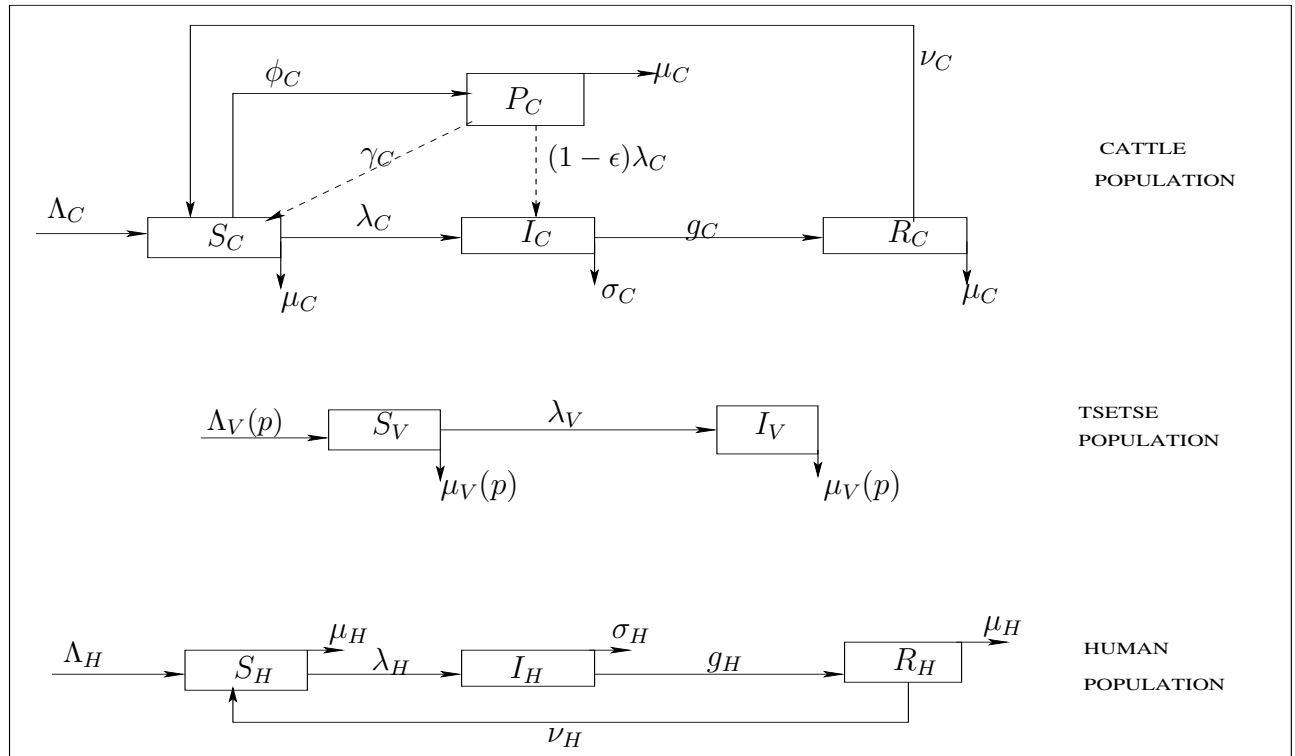 ν_C
ϕ_C
μ_C
P_C
γ_C
(1 − ϵ)λ_C
CATTLE
POPULATION
Λ_C
λ_C
g_C
S_C
I_C
R_C
μ_C
σ_C
μ_C
Λ_V(p)
S_V
λ_V
I_V
TSETSE
POPULATION
μ_V(p)
μ_V(p)
Λ_H
S_H
μ_H
λ_H
I_H
σ_H
g_H
R_H
μ_H
HUMAN
POPULATION
ν_H